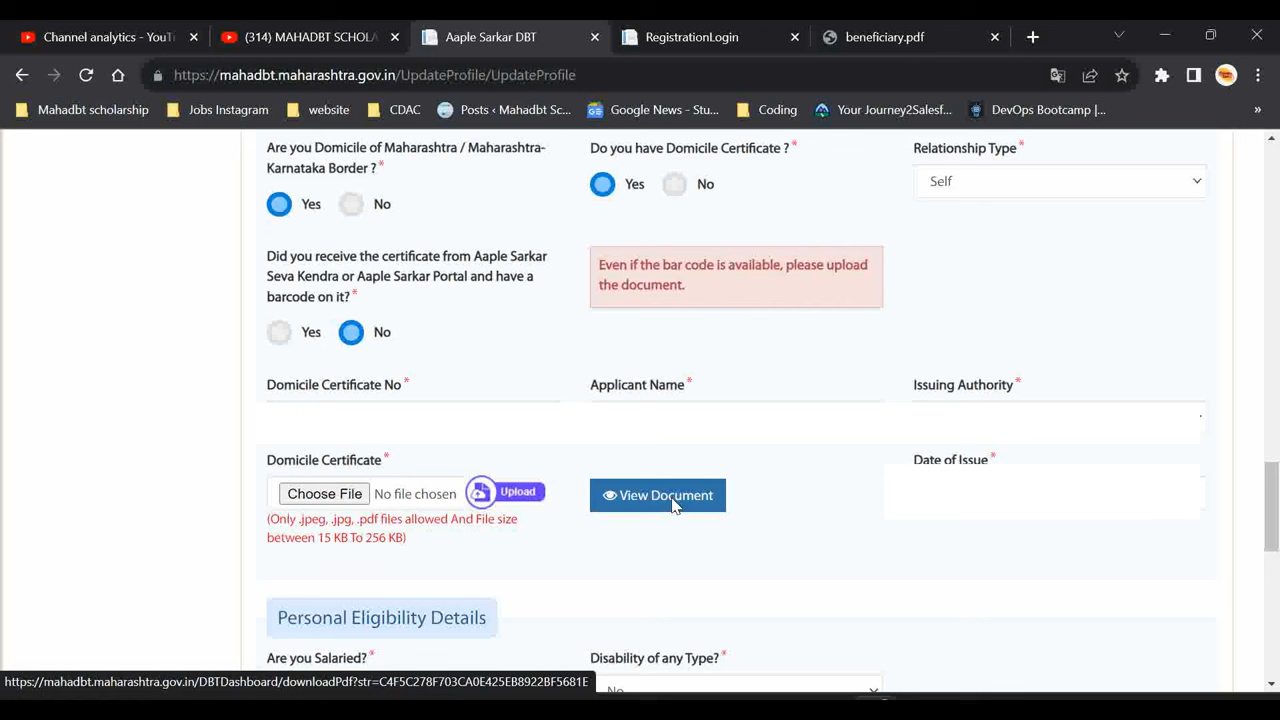 Channel analytics - YouT
(314) MAHADBT SCHOLA
Aaple Sarkar DBT
RegistrationLogin
beneficiary.pdf
https://mahadbt.maharashtra.gov.in/UpdateProfile/UpdateProfile
Mahadbt scholarship
Jobs Instagram
website
CDAC
Posts ‹ Mahadbt Sc...
Google News - Stu...
Coding
Your Journey2Salesf...
DevOps Bootcamp |...
»
Are you Domicile of Maharashtra / Maharashtra-
Karnataka Border ? *
Yes No
Do you have Domicile Certificate ? *
Yes No
Relationship Type *
Self
Did you receive the certificate from Aaple Sarkar
Seva Kendra or Aaple Sarkar Portal and have a
barcode on it? *
Yes No
Even if the bar code is available, please upload
the document.
Domicile Certificate No *
Applicant Name *
Issuing Authority *
Domicile Certificate *
Choose File No file chosen
Upload
(Only .jpeg, .jpg, .pdf files allowed And File size
between 15 KB To 256 KB)
View Document
Date of Issue *
Personal Eligibility Details
Are you Salaried? *
Disability of any Type? *
No
https://mahadbt.maharashtra.gov.in/DBTDashboard/downloadPdf?str=C4F5C278F703CA0E425EB8922BF5681E